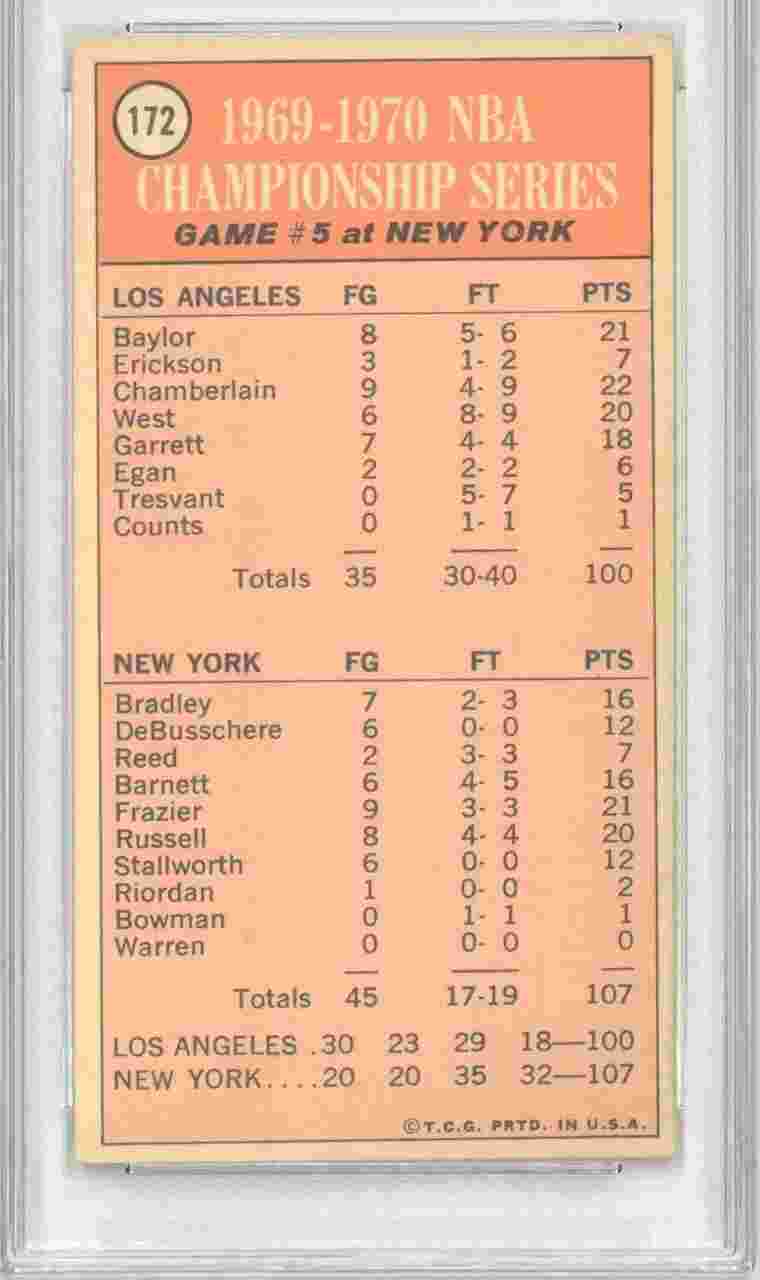 172
1969-1970 NBA
CHAMPIONSHIP SERIES
GAME #5 at NEW YORK
LOS ANGELES FG FT PTS
Baylor 8 5- 6 21
Erickson 3 1- 2 7
Chamberlain 9 4- 9 22
West 6 8- 9 20
Garrett 7 4- 4 18
Egan 2 2- 2 6
Tresvant 0 5- 7 5
Counts 0 1- 1 1
Totals 35 30-40 100
NEW YORK FG FT PTS
Bradley 7 2- 3 16
DeBusschere 6 0- 0 12
Reed 2 3- 3 7
Barnett 6 4- 5 16
Frazier 9 3- 3 21
Russell 8 4- 4 20
Stallworth 6 0- 0 12
Riordan 1 0- 0 2
Bowman 0 1- 1 1
Warren 0 0- 0 0
Totals 45 17-19 107
LOS ANGELES .30 23 29 18—100
NEW YORK....20 20 35 32—107
©T.C.G. PRTD. IN U.S.A.